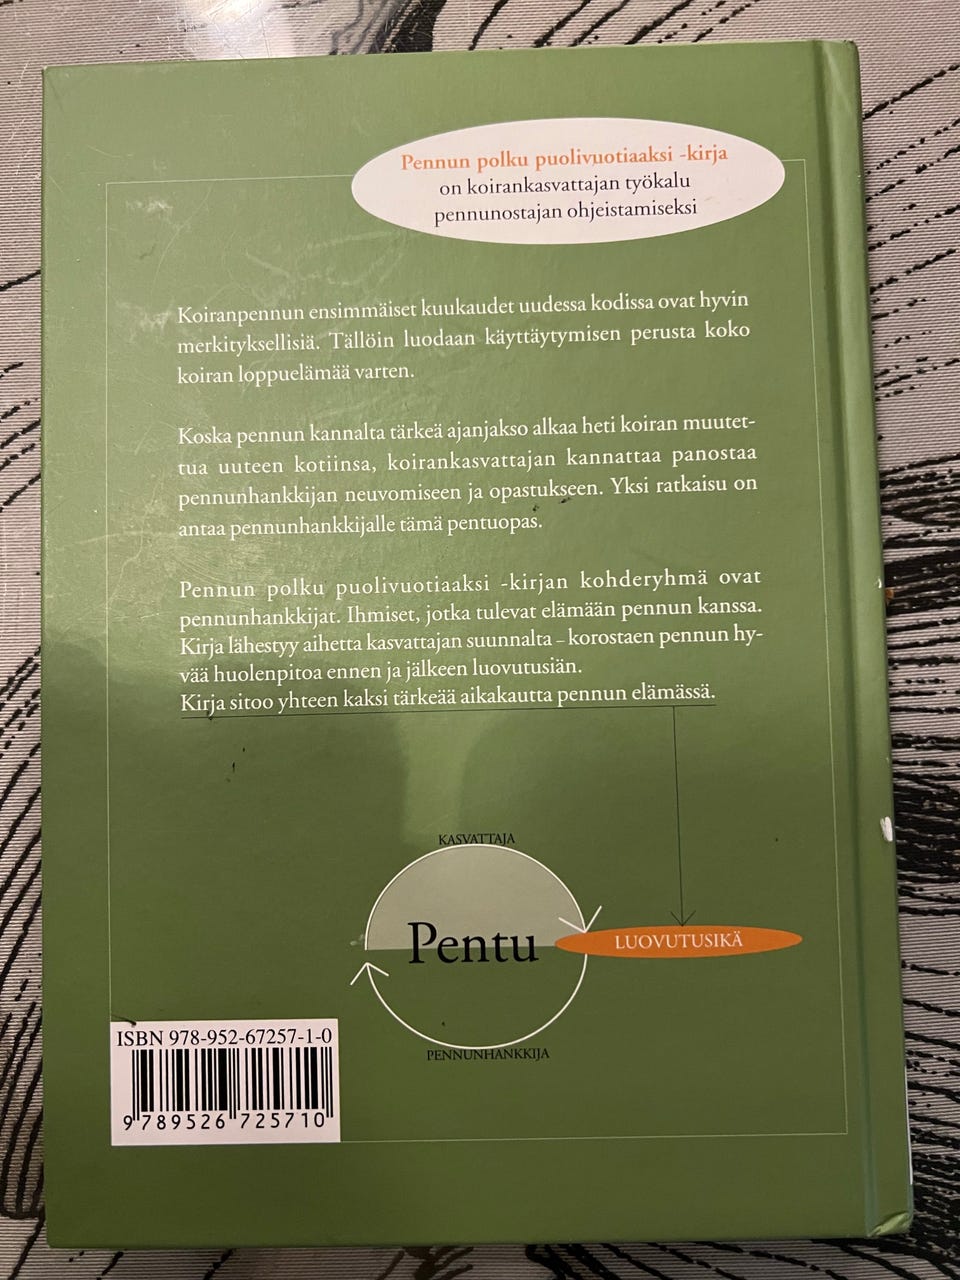 Pennun polku puolivuotiaaksi -kirja
on koirankasvattajan työkalu
pennunostajan ohjeistamiseksi
Koiranpennun ensimmäiset kuukaudet uudessa kodissa ovat hyvin
merkityksellisiä. Tällöin luodaan käyttäytymisen perusta koko
koiran loppuelämää varten.
Koska pennun kannalta tärkeä ajanjakso alkaa heti koiran muutet-
tua uuteen kotiinsa, koirankasvattajan kannattaa panostaa
pennunhankkijan neuvomiseen ja opastukseen. Yksi ratkaisu on
antaa pennunhankkijalle tämä pentuopas.
Pennun polku puolivuotiaaksi -kirjan kohderyhmä ovat
pennunhankkijat. Ihmiset, jotka tulevat elämään pennun kanssa.
Kirja lähestyy aihetta kasvattajan suunnalta – korostaen pennun hy-
vää huolenpitoa ennen ja jälkeen luovutusiän.
Kirja sitoo yhteen kaksi tärkeää aikakautta pennun elämässä.
KASVATTAJA
Pentu
LUOVUTUSIKÄ
PENNUNHANKKIJA
ISBN 978-952-67257-1-0
9 789526 725710